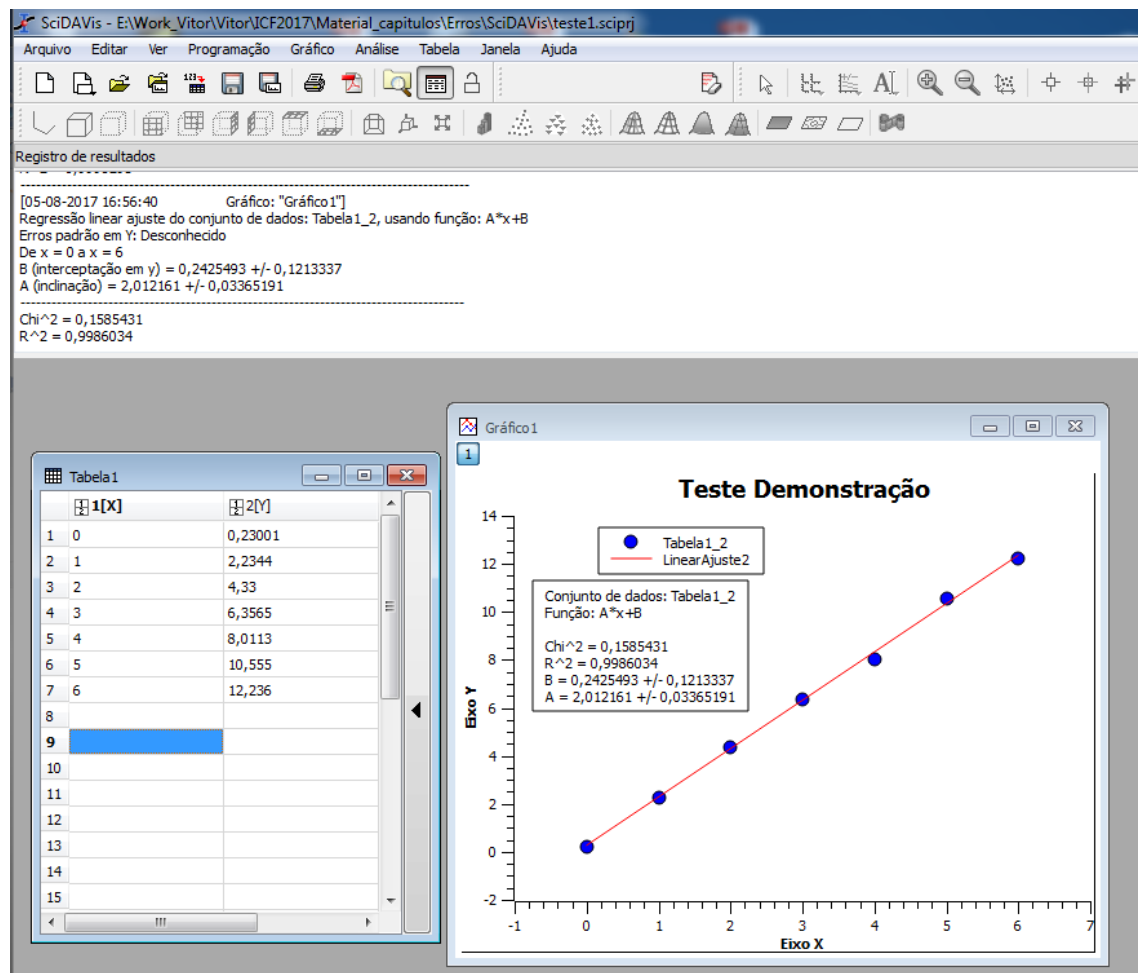 SciDAVis - E:\Work_Vitor\Vitor\ICF2017\Material_capitulos\Erros\SciDAVis\teste1.sciprj
Arquivo Editar Ver Programação Gráfico Análise Tabela Janela Ajuda
Registro de resultados
---------------------------------------------------------------------------------------
[05-08-2017 16:56:40 Gráfico: "Gráfico1"]
Regressão linear ajuste do conjunto de dados: Tabela1_2, usando função: A*x+B
Erros padrão em Y: Desconhecido
De x = 0 a x = 6
B (interceptação em y) = 0,2425493 +/- 0,1213337
A (inclinação) = 2,012161 +/- 0,03365191
---------------------------------------------------------------------------------------
Chi^2 = 0,1585431
R^2 = 0,9986034
Tabela1
1[X] 2[Y]
1 0 0,23001
2 1 2,2344
3 2 4,33
4 3 6,3565
5 4 8,0113
6 5 10,555
7 6 12,236
8
9
10
11
12
13
14
15
Gráfico1
1
Teste Demonstração
Tabela1_2
LinearAjuste2
Conjunto de dados: Tabela1_2
Função: A*x+B
Chi^2 = 0,1585431
R^2 = 0,9986034
B = 0,2425493 +/- 0,1213337
A = 2,012161 +/- 0,03365191
Eixo Y
14
12
10
8
6
4
2
0
-2
-1 0 1 2 3 4 5 6 7
Eixo X